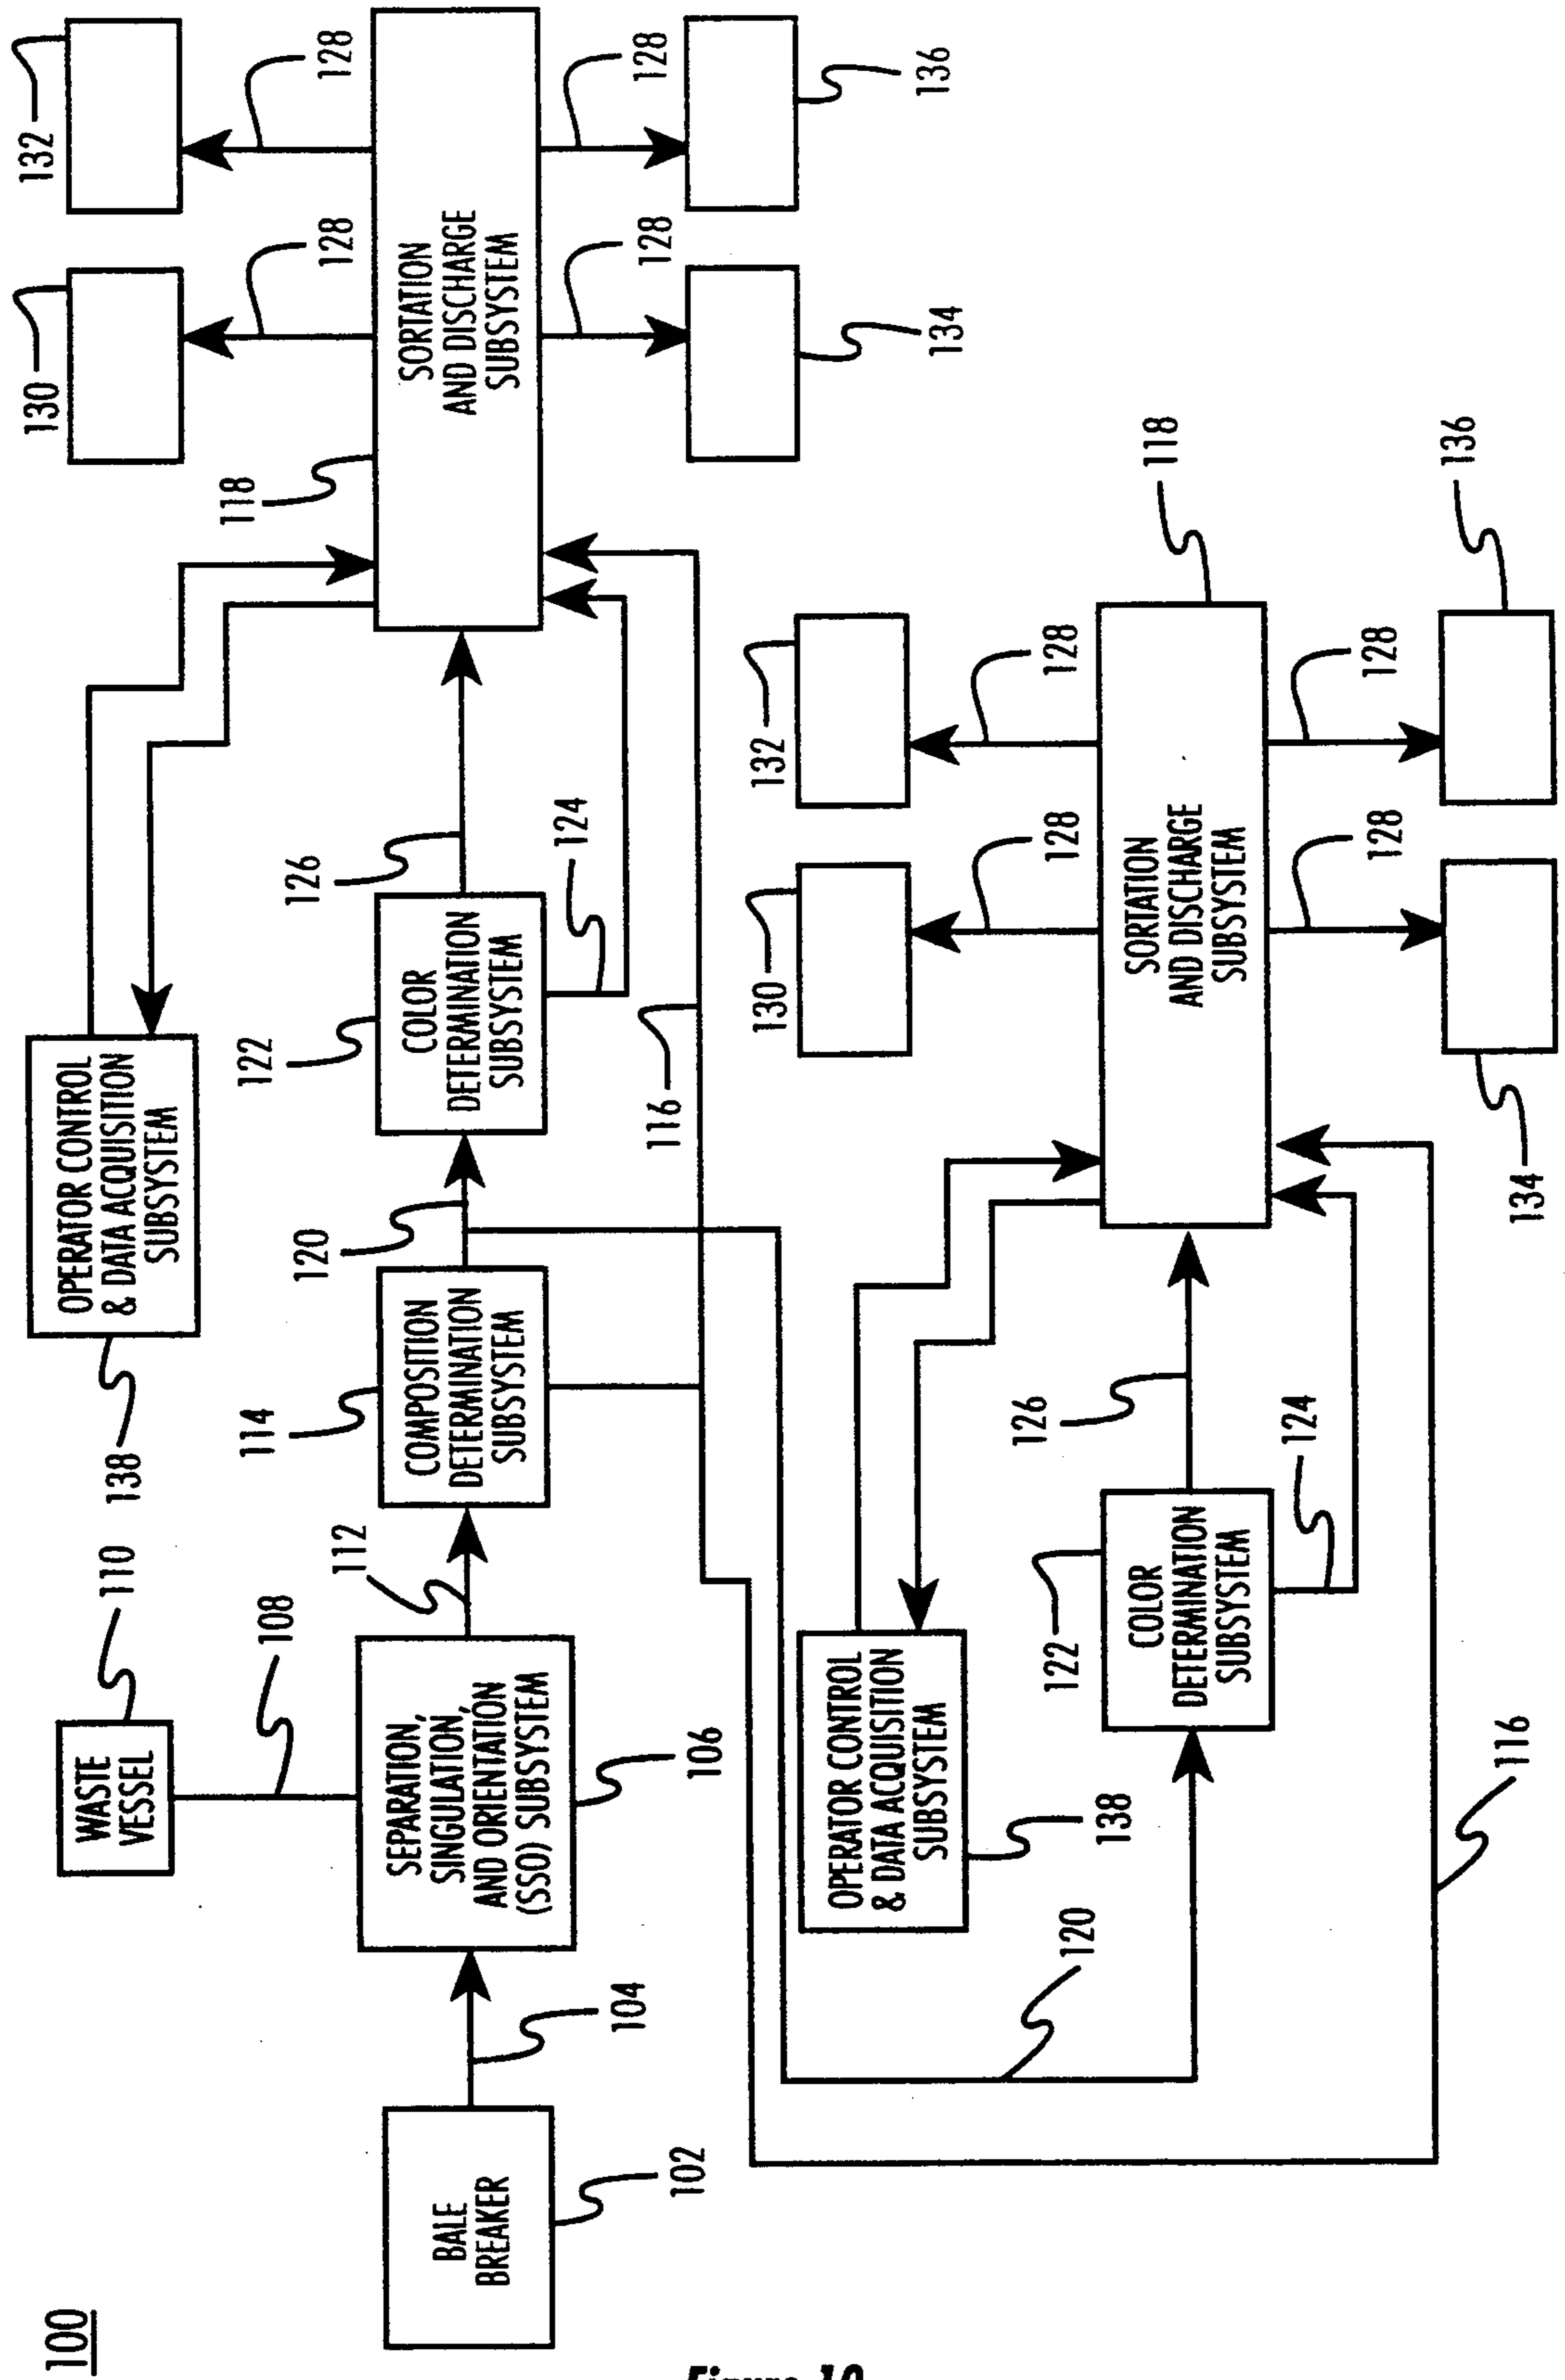 100
110
138
130
132
WASTE
VESSEL
OPERATOR CONTROL
& DATA ACQUISITION
SUBSYSTEM
108
112
114
120
122
126
118
128
128
BALE
BREAKER
SEPARATION,
SINGULATION,
AND ORIENTATION
(SSO) SUBSYSTEM
COMPOSITION
DETERMINATION
SUBSYSTEM
COLOR
DETERMINATION
SUBSYSTEM
SORTATION
AND DISCHARGE
SUBSYSTEM
102
104
106
116
124
128
128
134
136
130
132
OPERATOR CONTROL
& DATA ACQUISITION
SUBSYSTEM
138
120
122
126
128
128
COLOR
DETERMINATION
SUBSYSTEM
SORTATION
AND DISCHARGE
SUBSYSTEM
118
124
128
128
116
134
136
Figure 10